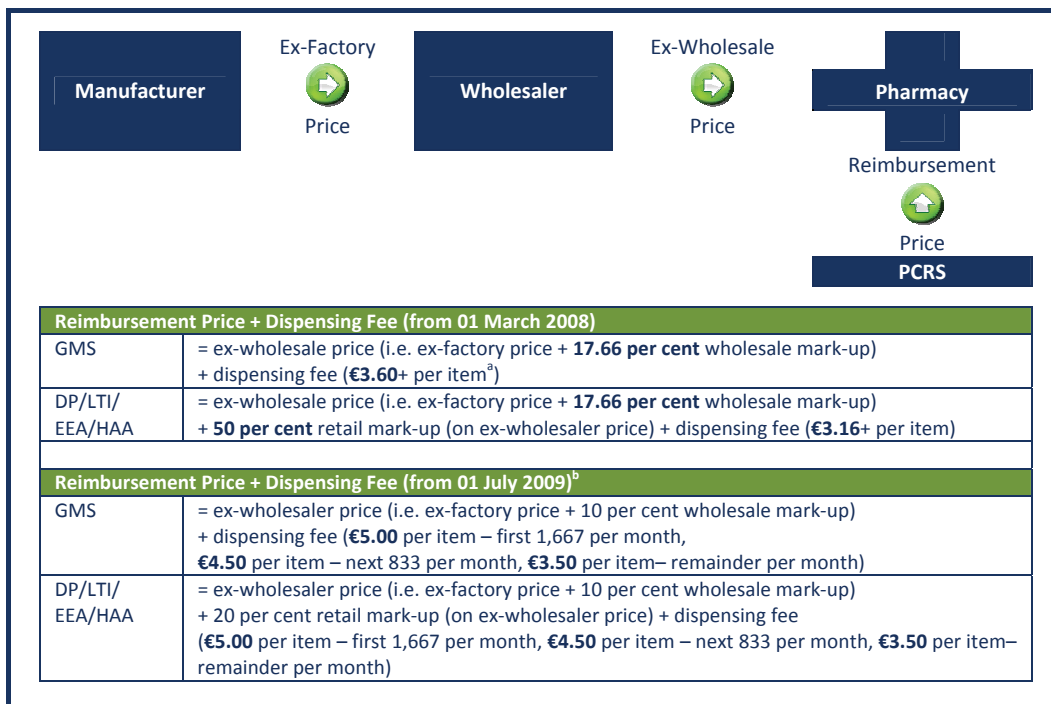 Manufacturer
Ex-Factory
Price
Wholesaler
Ex-Wholesale
Price
Pharmacy
Reimbursement
Price
PCRS
Reimbursement Price + Dispensing Fee (from 01 March 2008)
GMS
= ex-wholesale price (i.e. ex-factory price + 17.66 per cent wholesale mark-up)
+ dispensing fee (€3.60+ per itemᵃ)
DP/LTI/
EEA/HAA
= ex-wholesale price (i.e. ex-factory price + 17.66 per cent wholesale mark-up)
+ 50 per cent retail mark-up (on ex-wholesaler price) + dispensing fee (€3.16+ per item)
Reimbursement Price + Dispensing Fee (from 01 July 2009)ᵇ
GMS
= ex-wholesaler price (i.e. ex-factory price + 10 per cent wholesale mark-up)
+ dispensing fee (€5.00 per item – first 1,667 per month,
€4.50 per item – next 833 per month, €3.50 per item– remainder per month)
DP/LTI/
EEA/HAA
= ex-wholesaler price (i.e. ex-factory price + 10 per cent wholesale mark-up)
+ 20 per cent retail mark-up (on ex-wholesaler price) + dispensing fee
(€5.00 per item – first 1,667 per month, €4.50 per item – next 833 per month, €3.50 per item–
remainder per month)